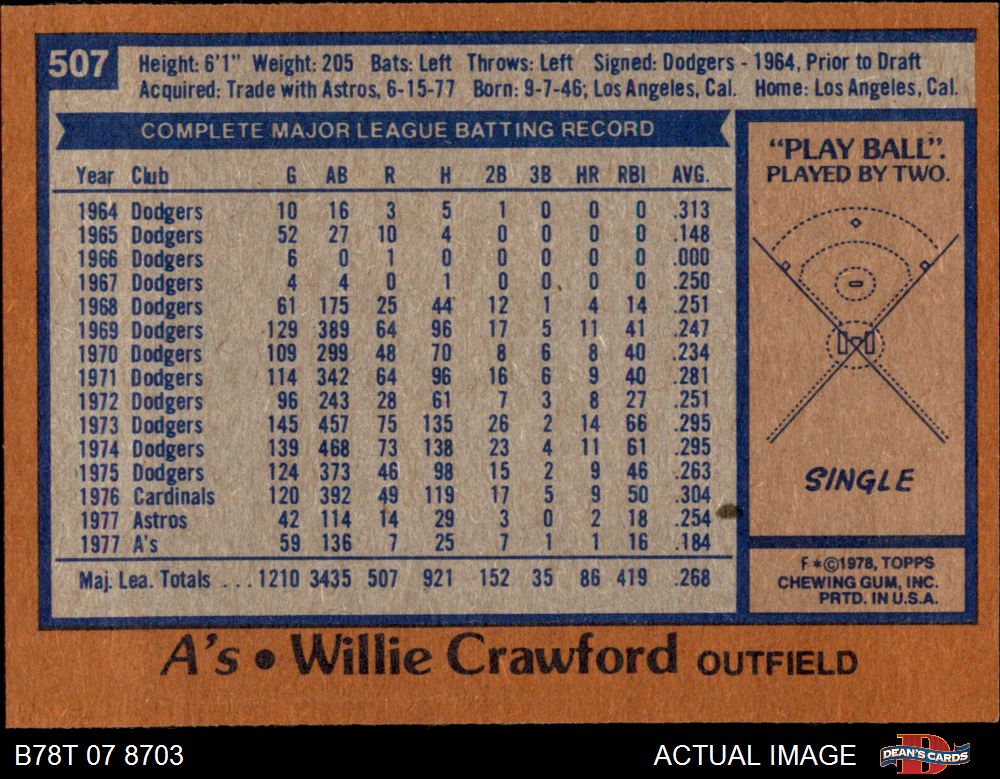 507
Height: 6'1" Weight: 205 Bats: Left Throws: Left Signed: Dodgers - 1964, Prior to Draft
Acquired: Trade with Astros, 6-15-77 Born: 9-7-46; Los Angeles, Cal. Home: Los Angeles, Cal.
COMPLETE MAJOR LEAGUE BATTING RECORD
Year Club G AB R H 2B 3B HR RBI AVG.
1964 Dodgers 10 16 3 5 1 0 0 0 .313
1965 Dodgers 52 27 10 4 0 0 0 0 .148
1966 Dodgers 6 0 1 0 0 0 0 0 .000
1967 Dodgers 4 4 0 1 0 0 0 0 .250
1968 Dodgers 61 175 25 44 12 1 4 14 .251
1969 Dodgers 129 389 64 96 17 5 11 41 .247
1970 Dodgers 109 299 48 70 8 6 8 40 .234
1971 Dodgers 114 342 64 96 16 6 9 40 .281
1972 Dodgers 96 243 28 61 7 3 8 27 .251
1973 Dodgers 145 457 75 135 26 2 14 66 .295
1974 Dodgers 139 468 73 138 23 4 11 61 .295
1975 Dodgers 124 373 46 98 15 2 9 46 .263
1976 Cardinals 120 392 49 119 17 5 9 50 .304
1977 Astros 42 114 14 29 3 0 2 18 .254
1977 A's 59 136 7 25 7 1 1 16 .184
Maj. Lea. Totals ... 1210 3435 507 921 152 35 86 419 .268
"PLAY BALL".
PLAYED BY TWO.
SINGLE
F *©1978, TOPPS
CHEWING GUM, INC.
PRTD. IN U.S.A.
A's • Willie Crawford OUTFIELD
B78T 07 8703 ACTUAL IMAGE
DEAN'S CARDS